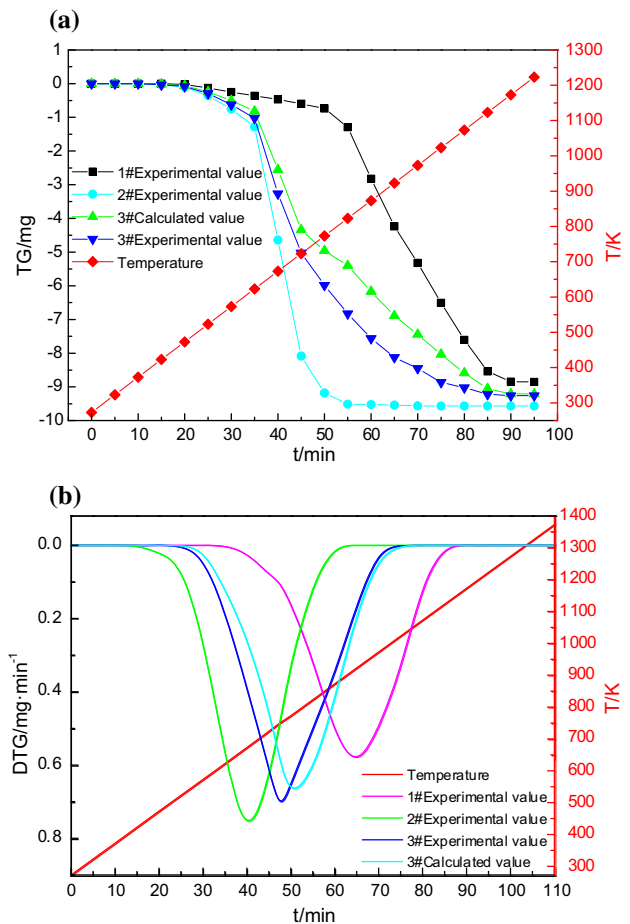 (a)
1300
1200
1100
1000
900
800
700
600
500
400
300
T/K
1
0
-1
-2
-3
-4
-5
-6
-7
-8
-9
-10
TG/mg
1#Experimental value
2#Experimental value
3#Calculated value
3#Experimental value
Temperature
0 10 20 30 40 50 60 70 80 90 100
t/min
(b)
1400
1300
1200
1100
1000
900
800
700
600
500
400
300
T/K
0.0
0.2
0.4
0.6
0.8
DTG/mg·min⁻¹
Temperature
1#Experimental value
2#Experimental value
3#Experimental value
3#Calculated value
0 10 20 30 40 50 60 70 80 90 100 110
t/min